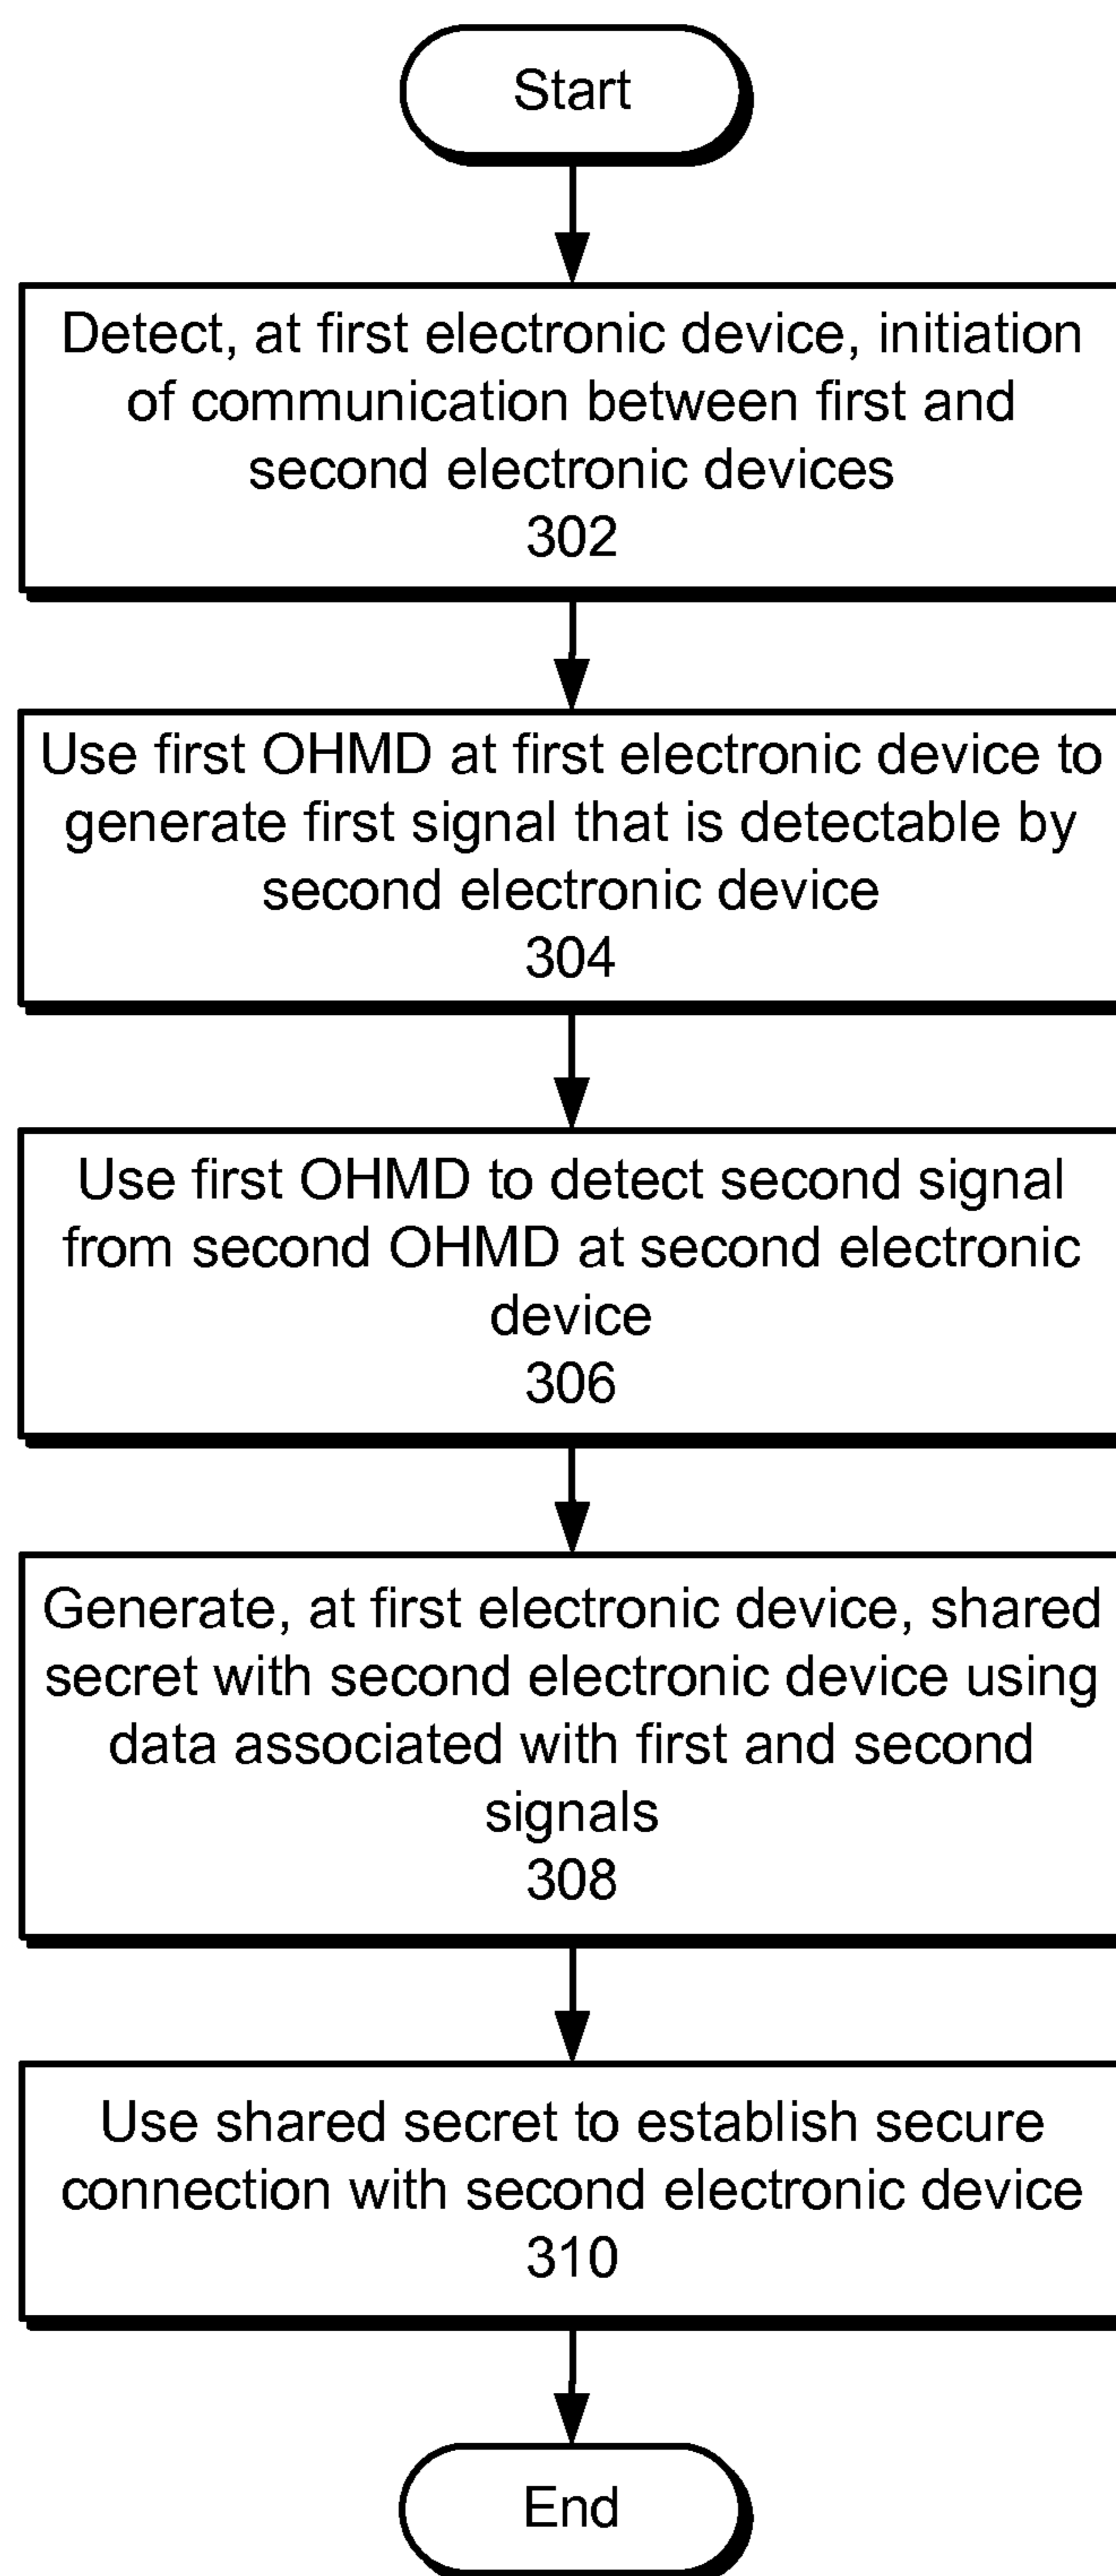 Start
Detect, at first electronic device, initiation
of communication between first and
second electronic devices
302
Use first OHMD at first electronic device to
generate first signal that is detectable by
second electronic device
304
Use first OHMD to detect second signal
from second OHMD at second electronic
device
306
Generate, at first electronic device, shared
secret with second electronic device using
data associated with first and second
signals
308
Use shared secret to establish secure
connection with second electronic device
310
End